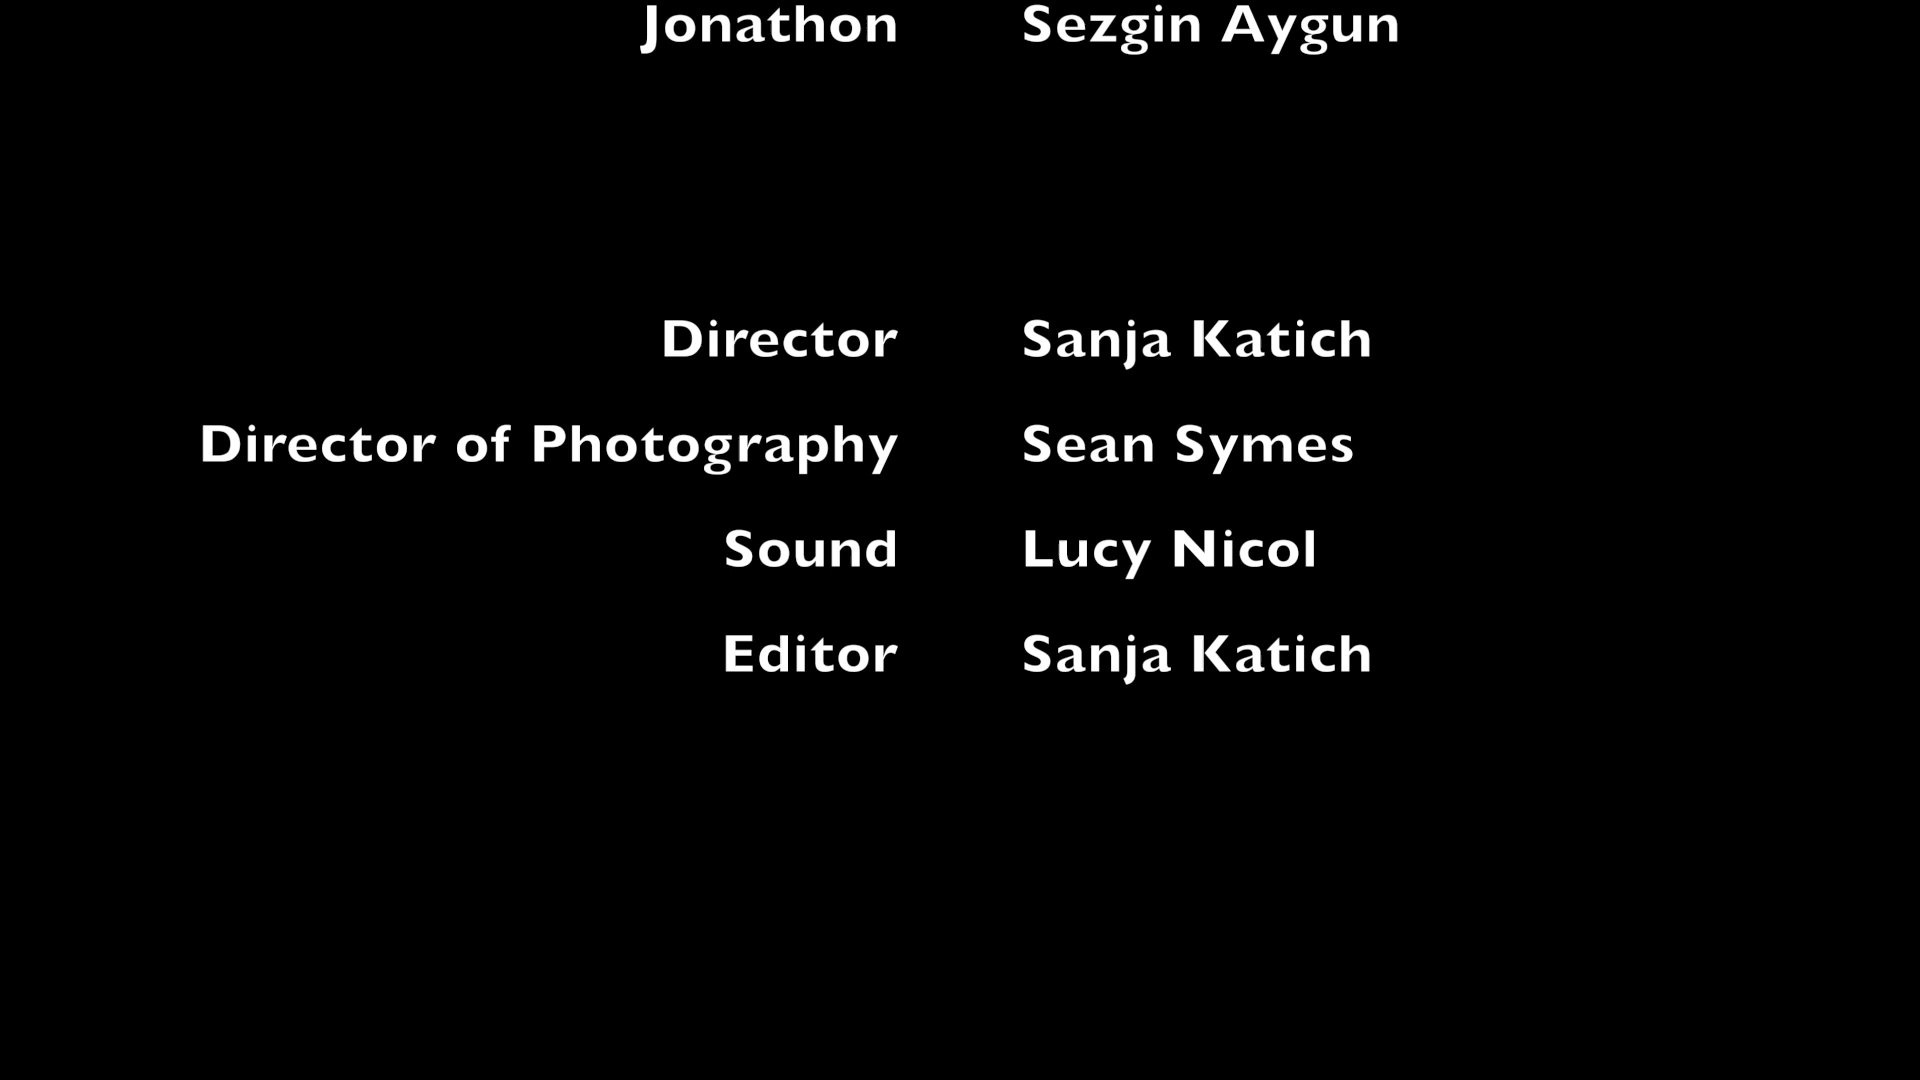 Jonathon Sezgin Aygun
Director Sanja Katich
Director of Photography Sean Symes
Sound Lucy Nicol
Editor Sanja Katich